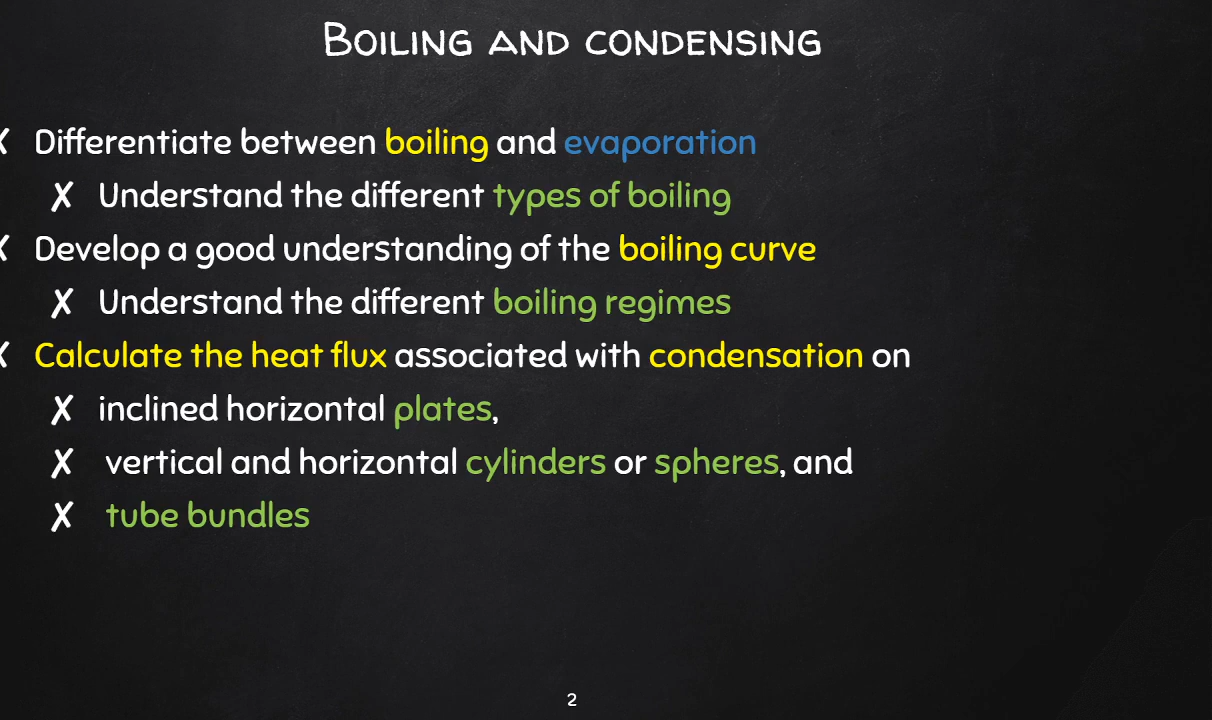 Boiling and condensing
✗ Differentiate between boiling and evaporation
✗ Understand the different types of boiling
✗ Develop a good understanding of the boiling curve
✗ Understand the different boiling regimes
✗ Calculate the heat flux associated with condensation on
✗ inclined horizontal plates,
✗ vertical and horizontal cylinders or spheres, and
✗ tube bundles
2